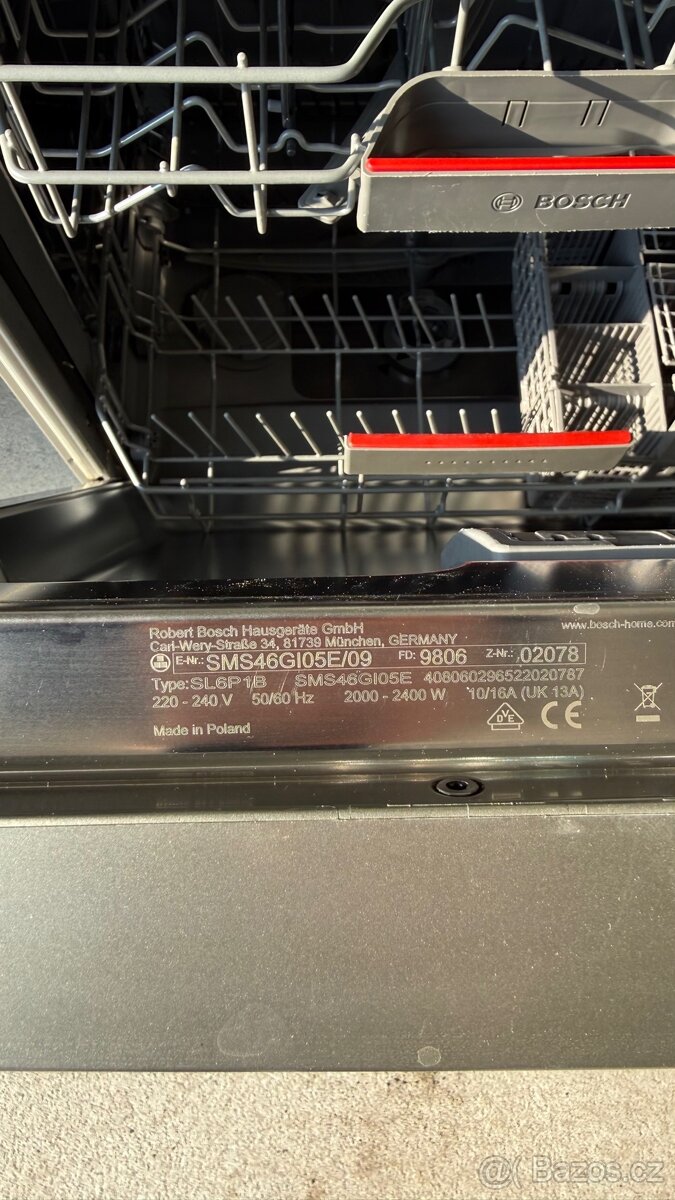 BOSCH
Robert Bosch Hausgeräte GmbH
Carl-Wery-Straße 34, 81739 München, GERMANY
www.bosch-home.com
E-Nr.: SMS46GI05E/09 FD: 9806 Z-Nr.: 02078
Type: SL6P1B SMS46GI05E 408060296522020787
220 - 240 V 50/60 Hz 2000 - 2400 W 10/16A (UK 13A)
DVE CE
Made in Poland
@ Bazos.cz